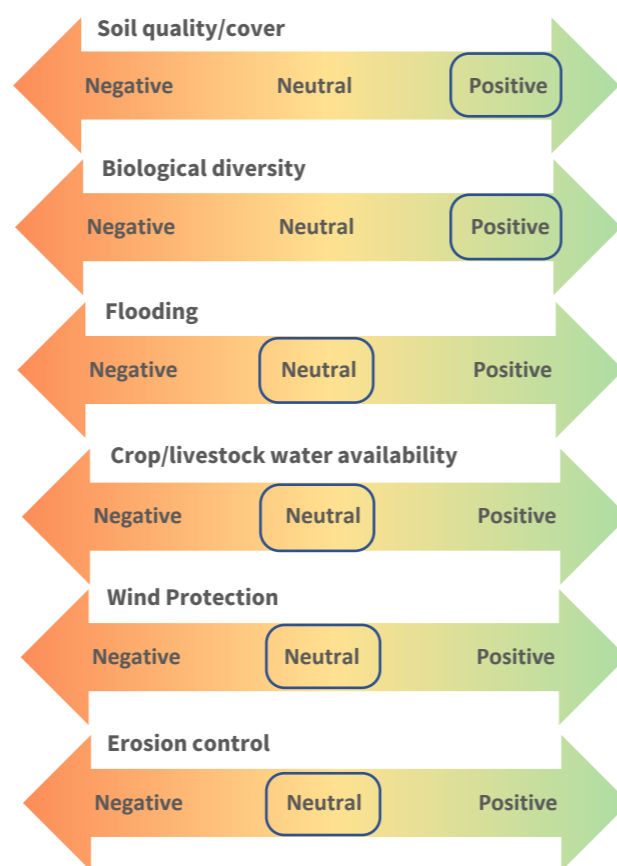 Soil quality/cover
Negative Neutral Positive
Biological diversity
Negative Neutral Positive
Flooding
Negative Neutral Positive
Crop/livestock water availability
Negative Neutral Positive
Wind Protection
Negative Neutral Positive
Erosion control
Negative Neutral Positive